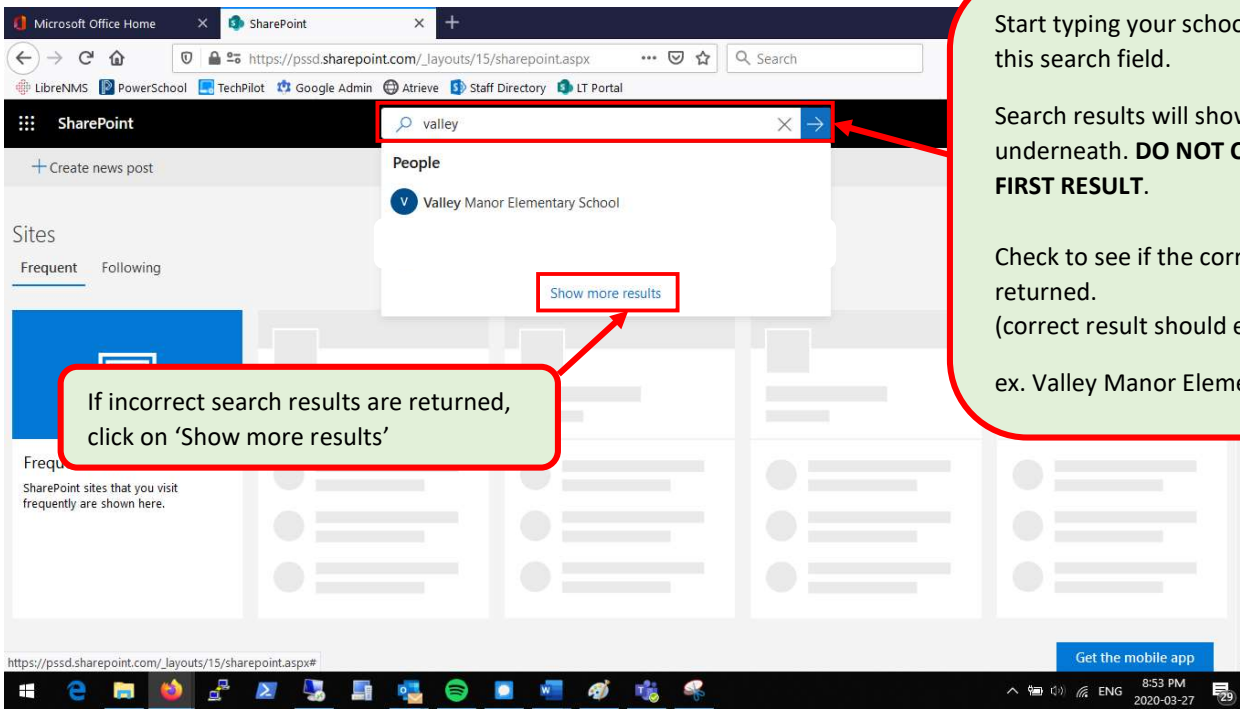 Microsoft Office Home
SharePoint
https://pssd.sharepoint.com/_layouts/15/sharepoint.aspx
Search
LibreNMS PowerSchool TechPilot Google Admin Atrieve Staff Directory LT Portal
SharePoint
valley
+ Create news post
People
V Valley Manor Elementary School
Show more results
Sites
Frequent Following
Start typing your schoo
this search field.
Search results will show
underneath. DO NOT C
FIRST RESULT.
Check to see if the corr
returned.
(correct result should e
ex. Valley Manor Eleme
If incorrect search results are returned,
click on ‘Show more results’
Frequ
SharePoint sites that you visit
frequently are shown here.
https://pssd.sharepoint.com/_layouts/15/sharepoint.aspx#
Get the mobile app
ENG
8:53 PM
2020-03-27
29